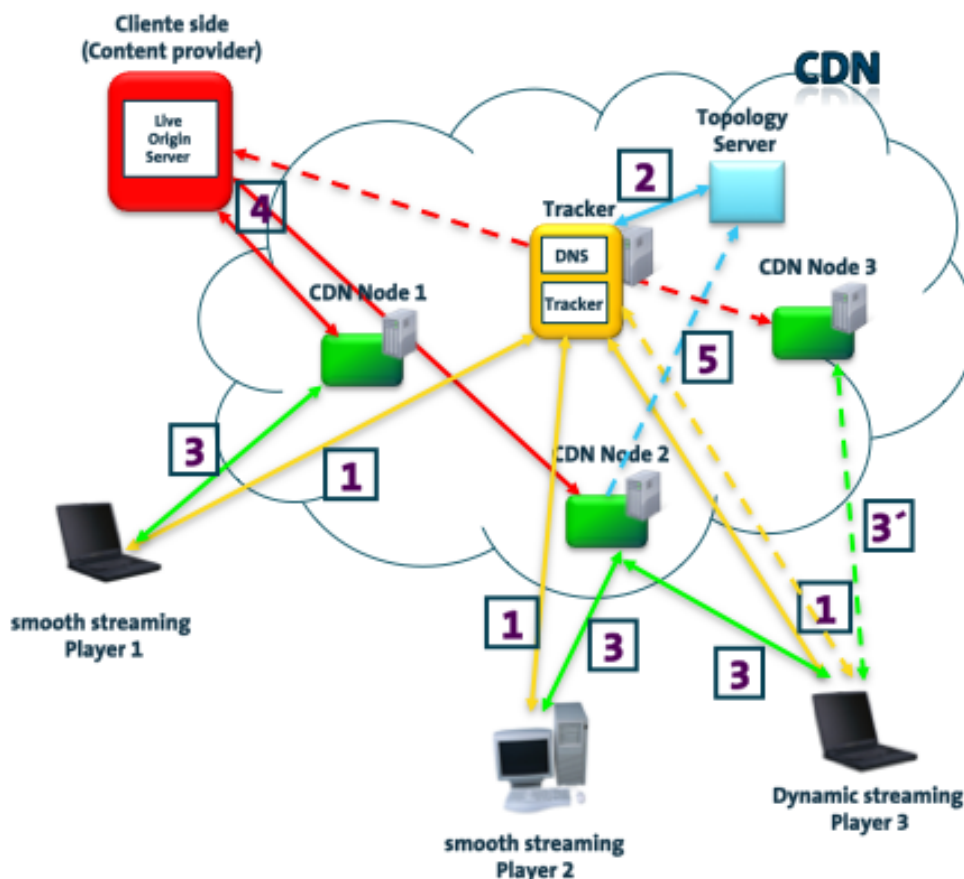 Cliente side
(Content provider)
CDN
Live
Origin
Server
Topology
Server
2
4
Tracker
DNS
CDN Node 3
CDN Node 1
Tracker
5
3
1
CDN Node 2
3´
smooth streaming
Player 1
1
3
3
1
smooth streaming
Player 2
Dynamic streaming
Player 3